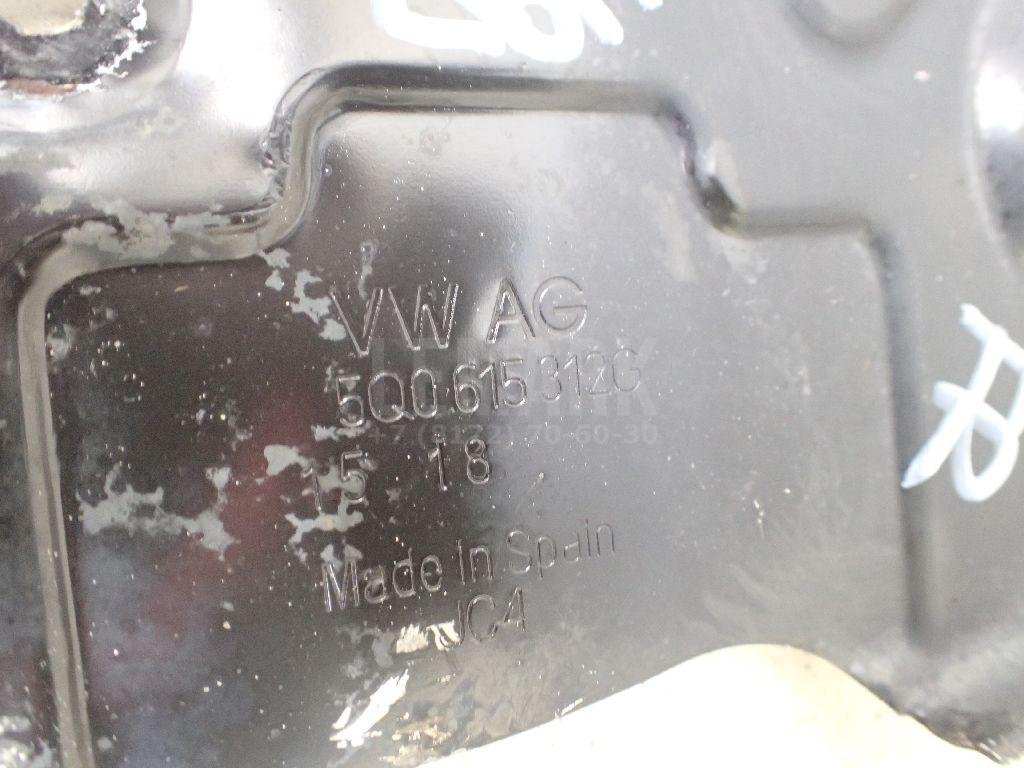 VW AG
5Q0 615 312G
15 18
Made in Spain
JC4